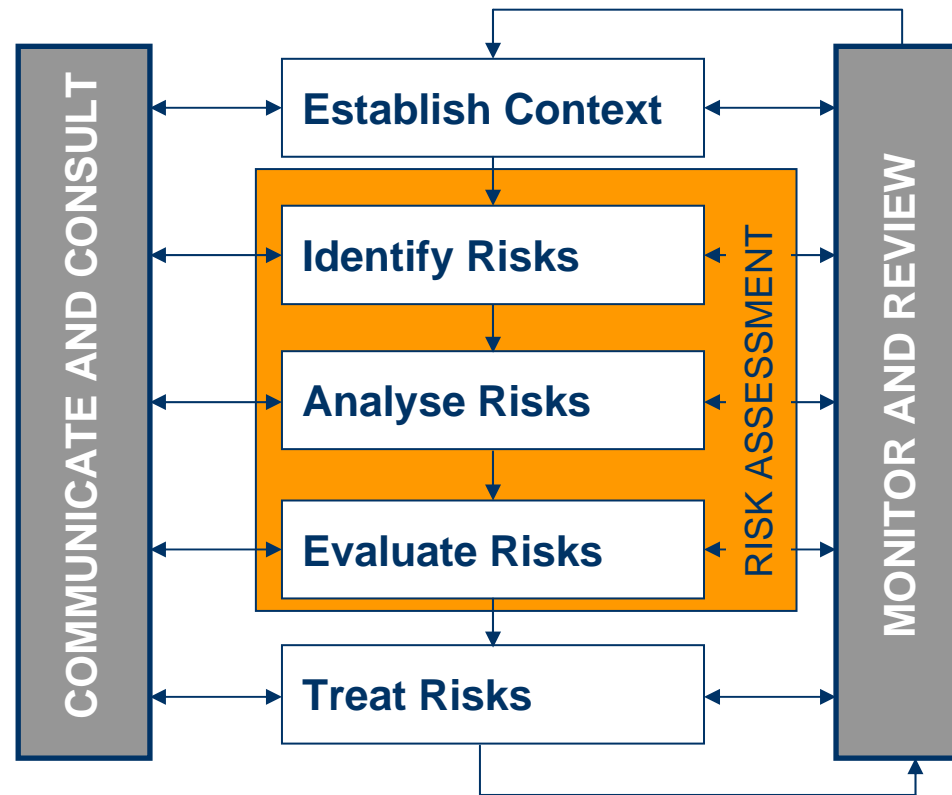 COMMUNICATE AND CONSULT
Establish Context
Identify Risks
Analyse Risks
Evaluate Risks
Treat Risks
RISK ASSESSMENT
MONITOR AND REVIEW